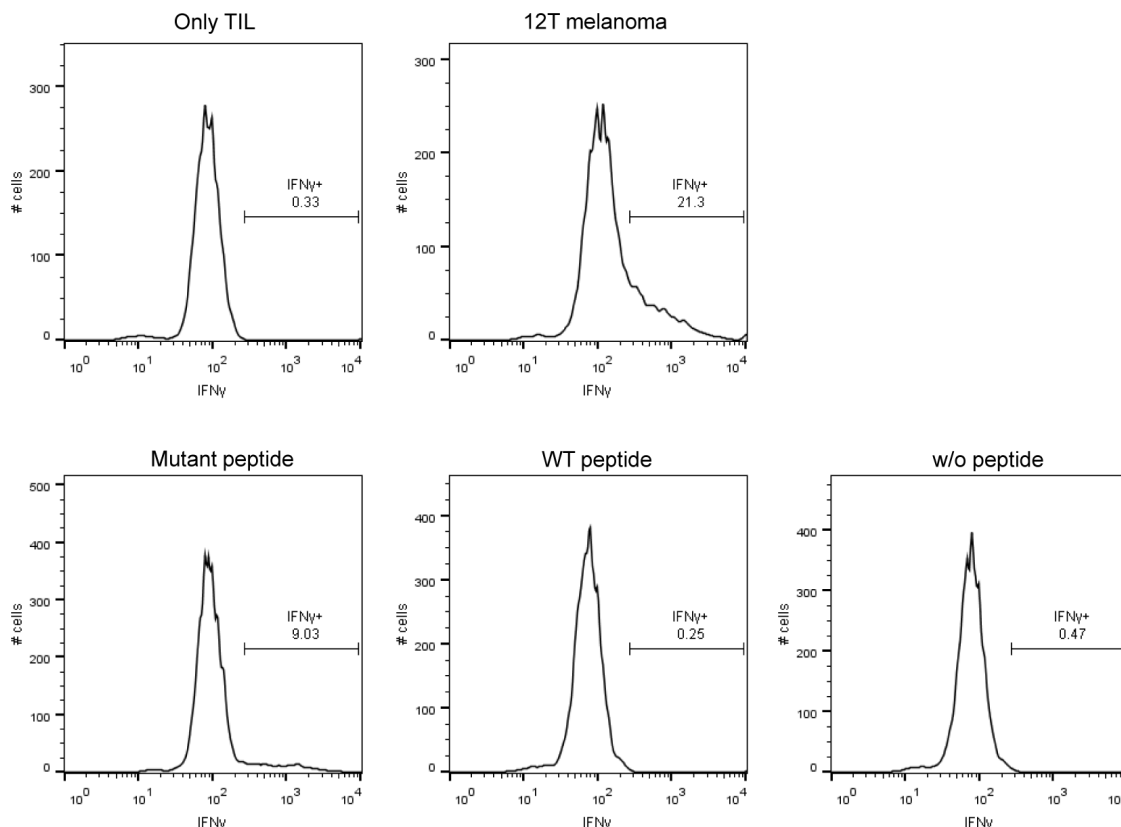 Only TIL
300
200
100
0
# cells
IFNγ+
0.33
10^0 10^1 10^2 10^3 10^4
IFNγ
12T melanoma
300
200
100
0
# cells
IFNγ+
21.3
10^0 10^1 10^2 10^3 10^4
IFNγ
Mutant peptide
500
400
300
200
100
0
# cells
IFNγ+
9.03
10^0 10^1 10^2 10^3 10^4
IFNγ
WT peptide
400
300
200
100
0
# cells
IFNγ+
0.25
10^0 10^1 10^2 10^3 10^4
IFNγ
w/o peptide
400
300
200
100
0
# cells
IFNγ+
0.47
10^0 10^1 10^2 10^3 10^4
IFNγ